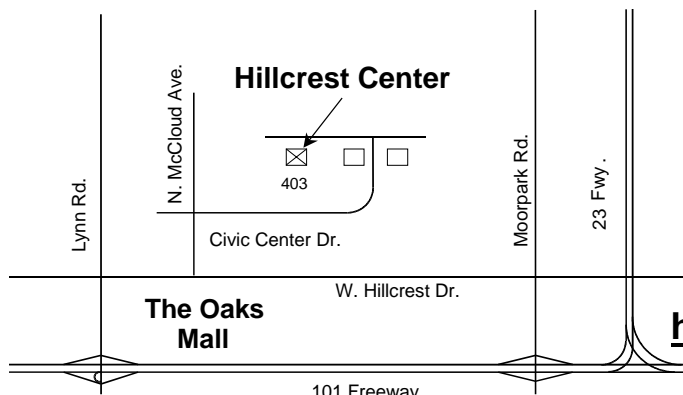 Hillcrest Center
N. McCloud Ave.
403
Lynn Rd.
Civic Center Dr.
Moorpark Rd.
23 Fwy .
W. Hillcrest Dr.
The Oaks
Mall
h
101 Freeway